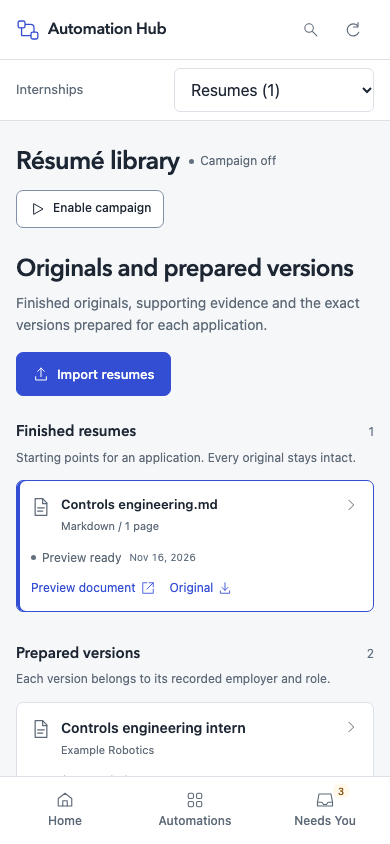 Automation Hub
Internships
Resumes (1)
Résumé library
Campaign off
Enable campaign
Originals and prepared versions
Finished originals, supporting evidence and the exact
versions prepared for each application.
Import resumes
Finished resumes 1
Starting points for an application. Every original stays intact.
Controls engineering.md
Markdown / 1 page
Preview ready Nov 16, 2026
Preview document Original
Prepared versions 2
Each version belongs to its recorded employer and role.
Controls engineering intern
Example Robotics
3
Home Automations Needs You